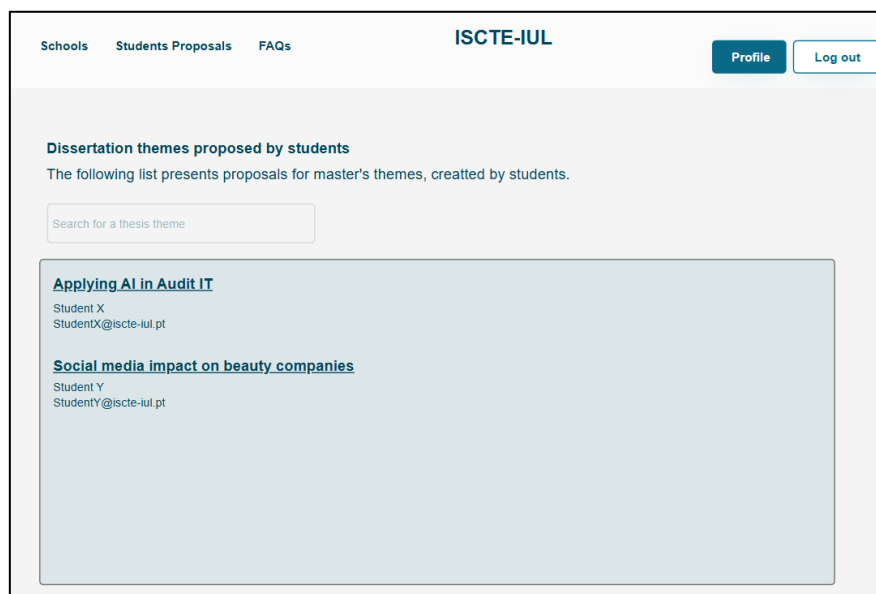 Schools Students Proposals FAQs ISCTE-IUL Profile Log out
Dissertation themes proposed by students
The following list presents proposals for master's themes, creatted by students.
Search for a thesis theme
Applying AI in Audit IT
Student X
StudentX@iscte-iul.pt
Social media impact on beauty companies
Student Y
StudentY@iscte-iul.pt